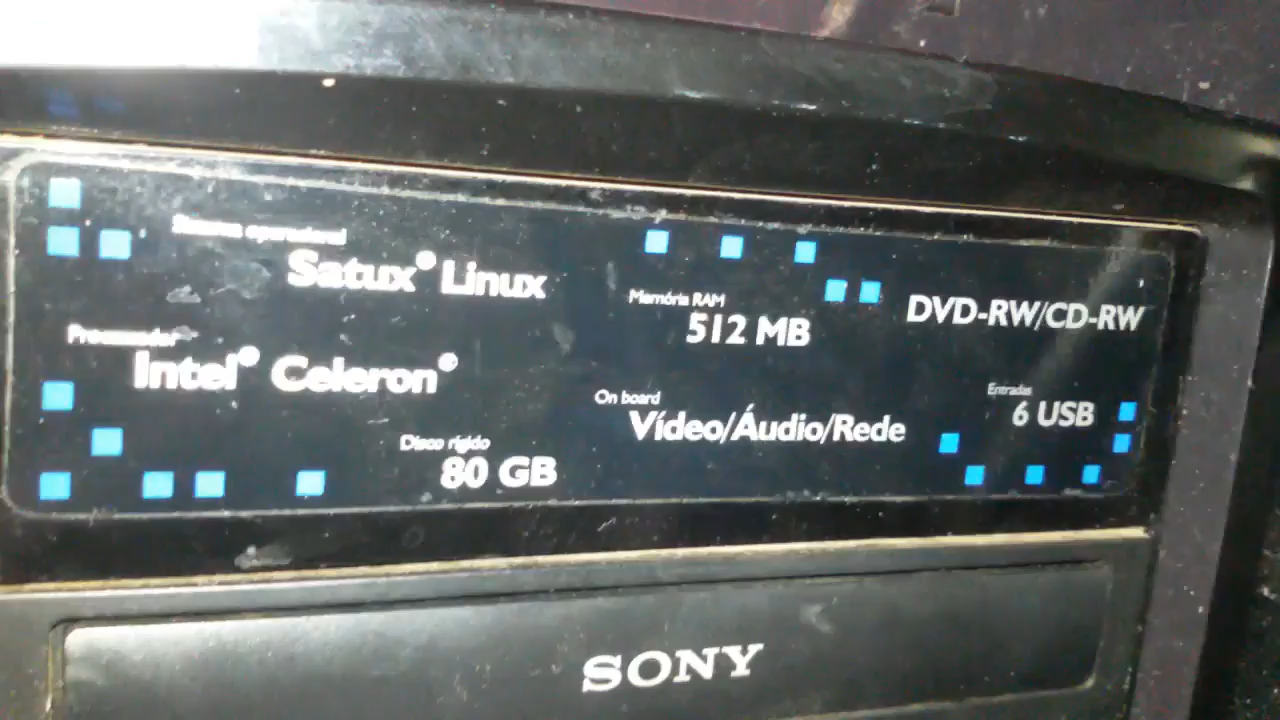 Sistema operacional
Satux® Linux
Memória RAM
512 MB
DVD-RW/CD-RW
Processador
Intel® Celeron®
On board
Vídeo/Áudio/Rede
Entradas
6 USB
Disco rígido
80 GB
SONY